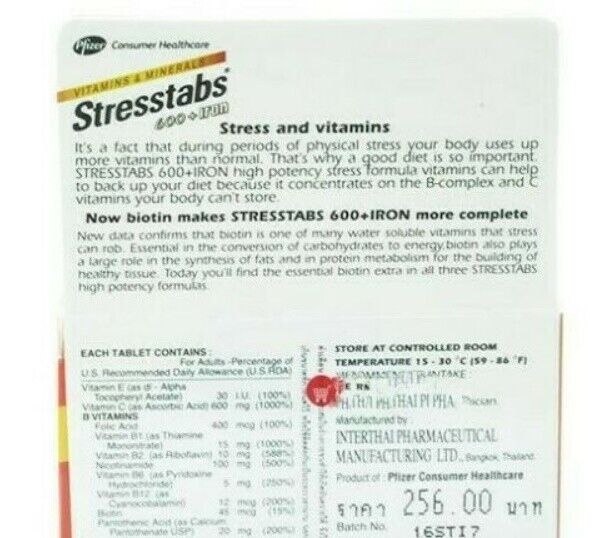 Pfizer Consumer Healthcare
VITAMINS & MINERALS
Stresstabs
600+IRON
Stress and vitamins
It's a fact that during periods of physical stress your body uses up
more vitamins than normal. That's why a good diet is so important.
STRESSTABS 600+IRON high potency stress formula vitamins can help
to back up your diet because it concentrates on the B-complex and C
vitamins your body can't store.
Now biotin makes STRESSTABS 600+IRON more complete
New data confirms that biotin is one of many water soluble vitamins that stress
can rob. Essential in the conversion of carbohydrates to energy,biotin also plays
a large role in the synthesis of fats and in protein metabolism for the building of
healthy tissue. Today you'll find the essential biotin extra in all three STRESSTABS
high potency formulas.
EACH TABLET CONTAINS :
For Adults -Percentage of
U.S. Recommended Daily Allowance (U.S.RDA)
Vitamin E (as dl - Alpha
Tocopheryl Acetate) 30 I.U. (100%)
Vitamin C (as Ascorbic Acid) 600 mg (1000%)
B VITAMINS
Folic Acid 400 mcg (100%)
Vitamin B1 (as Thiamine
Mononitrate) 15 mg (1000%)
Vitamin B2 (as Riboflavin) 10 mg (588%)
Nicotinamide 100 mg (500%)
Vitamin B6 (as Pyridoxine
Hydrochloride) 5 mg (250%)
Vitamin B12 (as
Cyanocobalamin) 12 mcg (200%)
Biotin 45 mcg (15%)
Pantothenic Acid (as Calcium
Pantothenate USP) 20 mg (200%)
STORE AT CONTROLLED ROOM
TEMPERATURE 15 - 30 °C (59 - 86 °F)
Manufactured by :
INTERTHAI PHARMACEUTICAL
MANUFACTURING LTD., Bangkok, Thailand.
Product of : Pfizer Consumer Healthcare
ราคา 256.00 บาท
Batch No. 16STI7